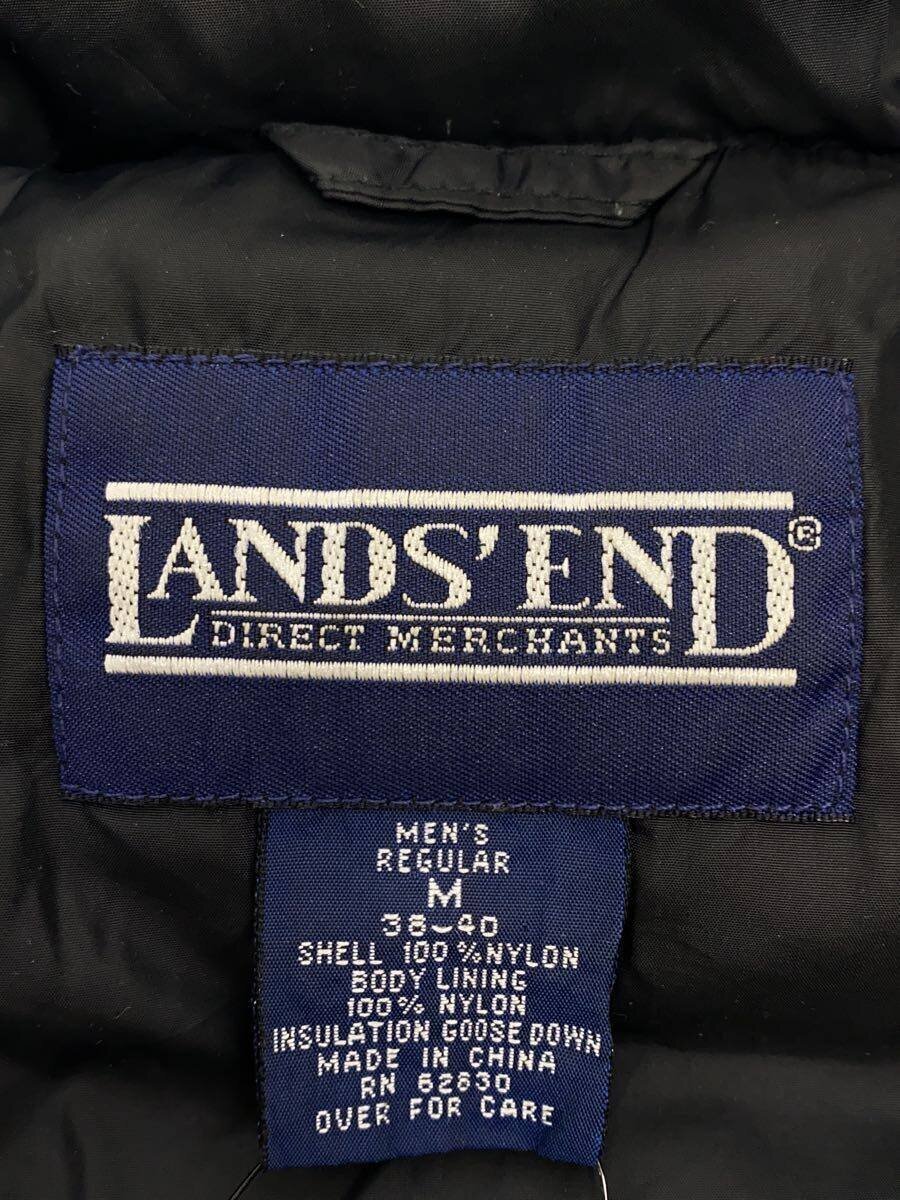 LANDS' END®
DIRECT MERCHANTS
MEN'S
REGULAR
M
38-40
SHELL 100%NYLON
BODY LINING
100% NYLON
INSULATION GOOSE DOWN
MADE IN CHINA
RN 62830
OVER FOR CARE